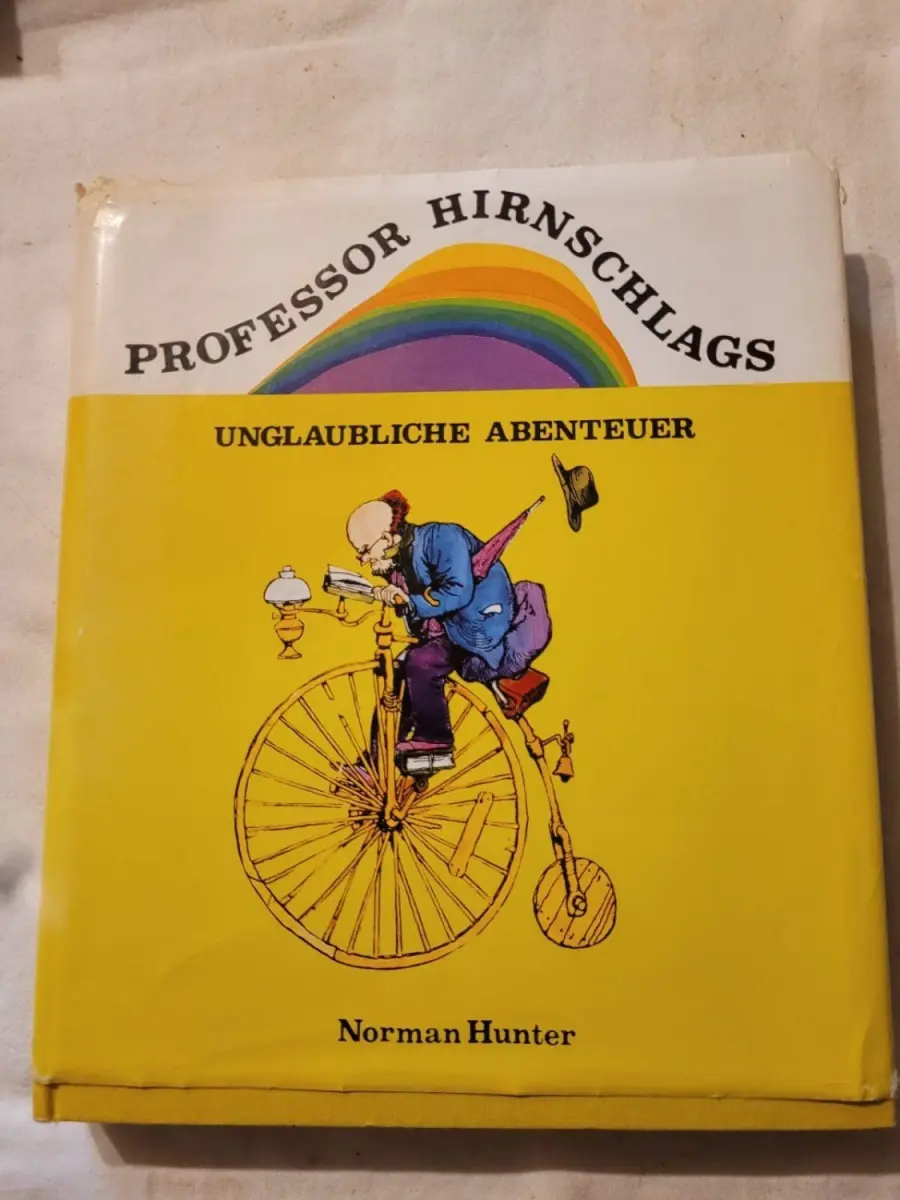 PROFESSOR HIRNSCHLAGS
UNGLAUBLICHE ABENTEUER
Norman Hunter